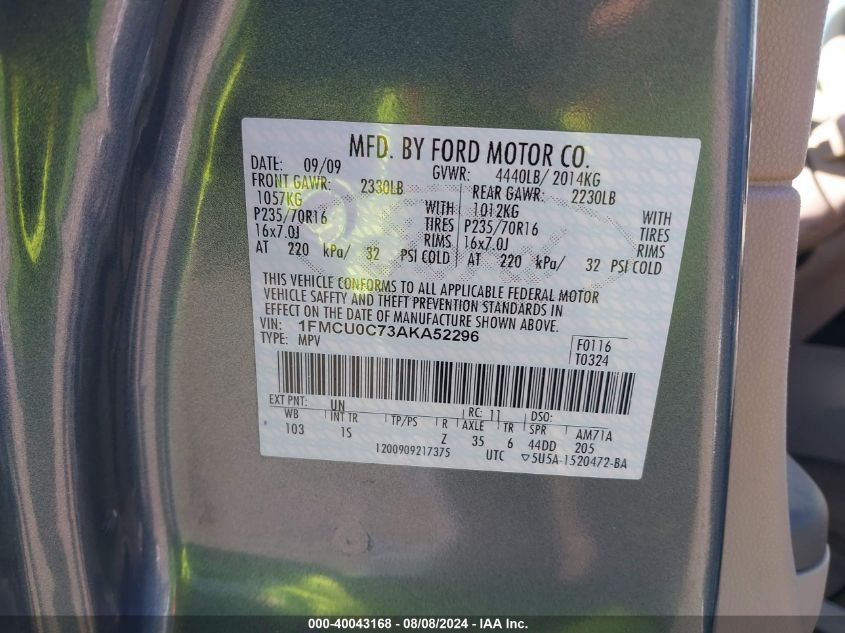 MFD. BY FORD MOTOR CO.
DATE: 09/09 GVWR: 4440LB/ 2014KG
FRONT GAWR: 2330LB REAR GAWR: 2230LB
1057KG WITH 1012KG WITH
P235/70R16 TIRES P235/70R16 TIRES
16x7.0J RIMS 16x7.0J RIMS
AT 220 kPa/ 32 PSI COLD AT 220 kPa/ 32 PSI COLD
THIS VEHICLE CONFORMS TO ALL APPLICABLE FEDERAL MOTOR
VEHICLE SAFTY AND THEFT PREVENTION STANDARDS IN
EFFECT ON THE DATE OF MANUFACTURE SHOWN ABOVE.
VIN: 1FMCU0C73AKA52296 F0116
TYPE: MPV T0324
EXT PNT: UN RC: 11 DSO:
WB INT TR TP/PS R AXLE TR SPR AM71A
103 1S Z 35 6 44DD 205
120090921737S UTC ▽5U5A-1520472-BA
000-40043168 - 08/08/2024 - IAA Inc.